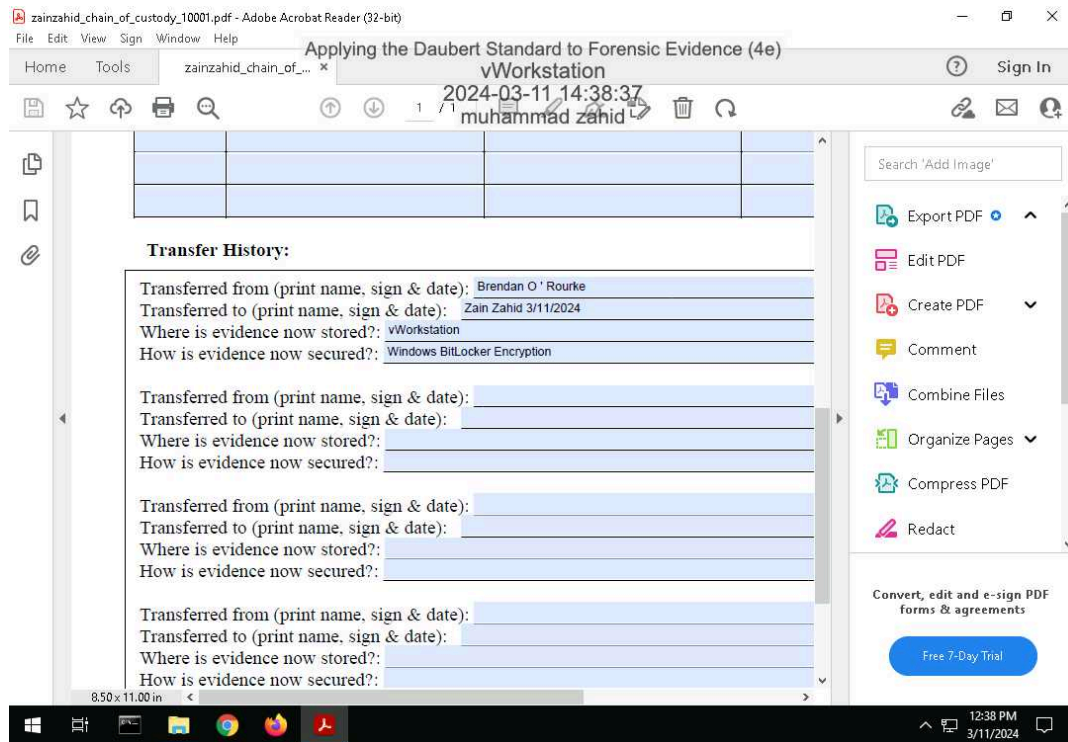 zainzahid_chain_of_custody_10001.pdf - Adobe Acrobat Reader (32-bit)
File Edit View Sign Window Help
Applying the Daubert Standard to Forensic Evidence (4e)
vWorkstation
2024-03-11 14:38:37
muhammad zahid
Home Tools zainzahid_chain_of_... × Sign In
1 / 1
Search 'Add Image'
Export PDF
Edit PDF
Create PDF
Comment
Combine Files
Organize Pages
Compress PDF
Redact
Convert, edit and e-sign PDF
forms & agreements
Free 7-Day Trial
Transfer History:
Transferred from (print name, sign & date): Brendan O ' Rourke
Transferred to (print name, sign & date): Zain Zahid 3/11/2024
Where is evidence now stored?: vWorkstation
How is evidence now secured?: Windows BitLocker Encryption
Transferred from (print name, sign & date):
Transferred to (print name, sign & date):
Where is evidence now stored?:
How is evidence now secured?:
Transferred from (print name, sign & date):
Transferred to (print name, sign & date):
Where is evidence now stored?:
How is evidence now secured?:
Transferred from (print name, sign & date):
Transferred to (print name, sign & date):
Where is evidence now stored?:
How is evidence now secured?:
8.50 x 11.00 in
12:38 PM
3/11/2024